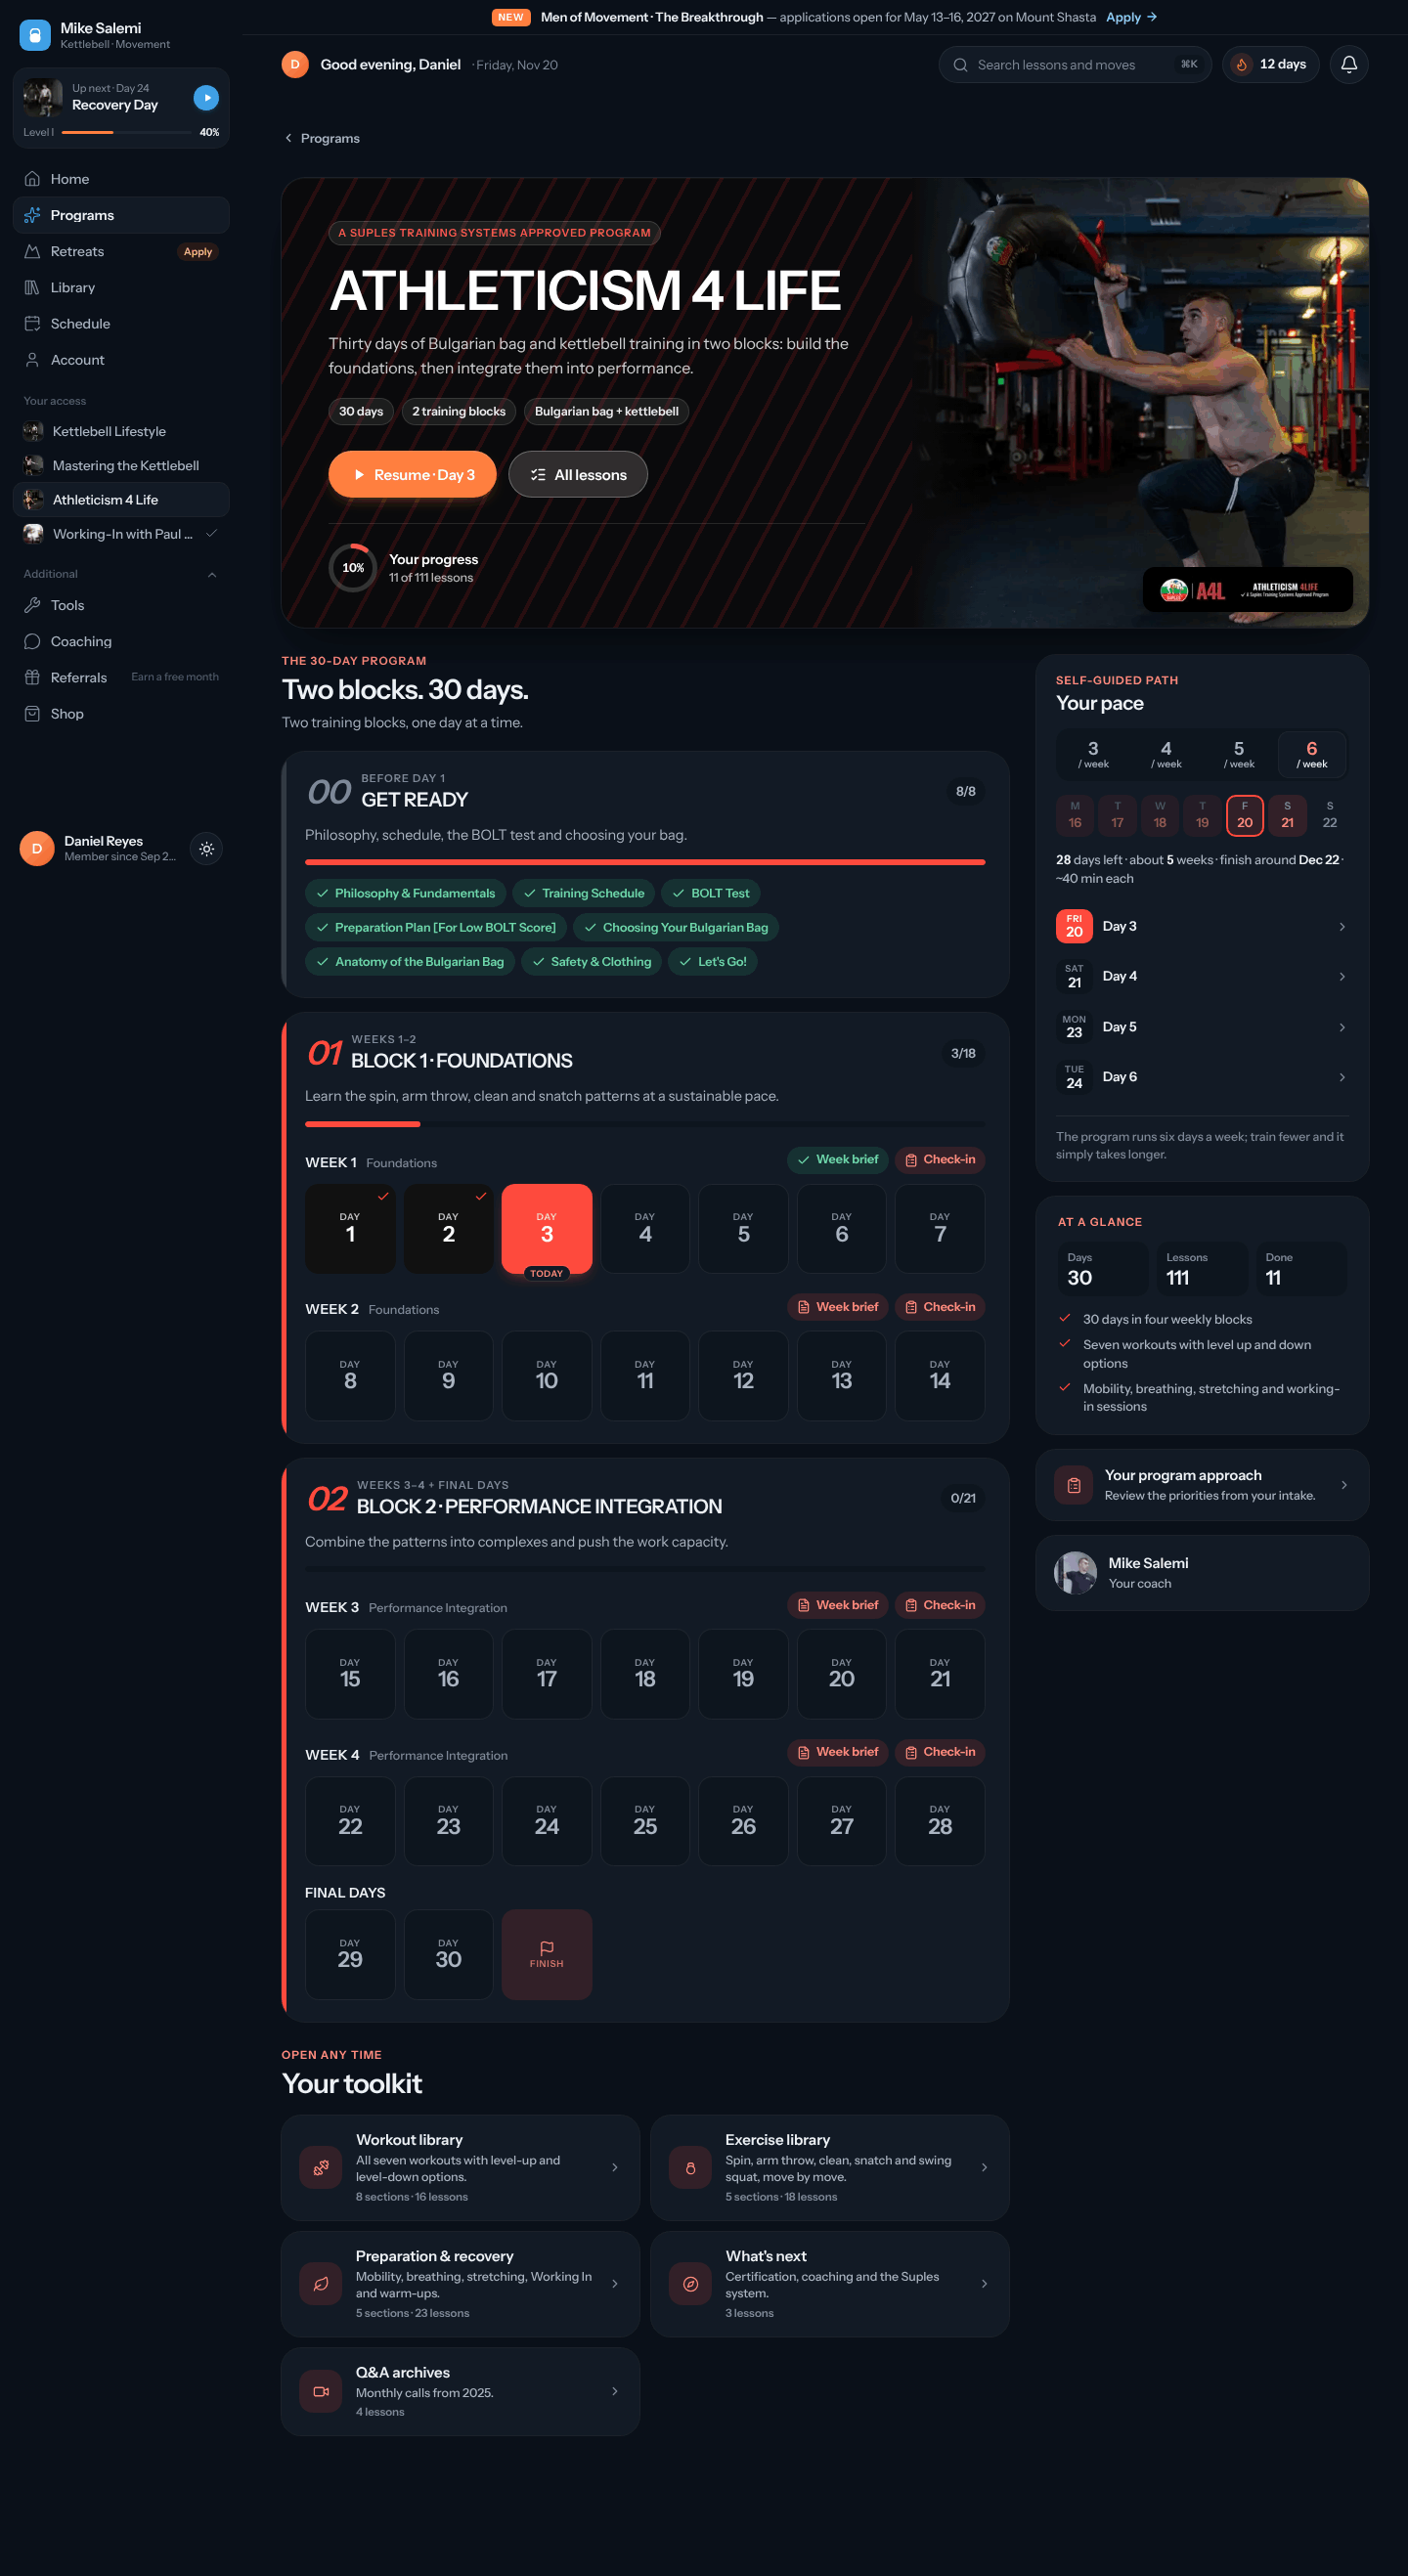 Mike Salemi
Kettlebell · Movement
Up next · Day 24
Recovery Day
Level I
40%
Home
Programs
Retreats
Apply
Library
Schedule
Account
Your access
Kettlebell Lifestyle
Mastering the Kettlebell
Athleticism 4 Life
Working-In with Paul ...
Additional
Tools
Coaching
Referrals
Earn a free month
Shop
D
Daniel Reyes
Member since Sep 2...
NEW Men of Movement · The Breakthrough — applications open for May 13–16, 2027 on Mount Shasta Apply →
D Good evening, Daniel · Friday, Nov 20
Search lessons and moves ⌘K
12 days
Programs
A SUPLES TRAINING SYSTEMS APPROVED PROGRAM
ATHLETICISM 4 LIFE
Thirty days of Bulgarian bag and kettlebell training in two blocks: build the
foundations, then integrate them into performance.
30 days
2 training blocks
Bulgarian bag + kettlebell
Resume · Day 3
All lessons
10%
Your progress
11 of 111 lessons
A4L
ATHLETICISM 4LIFE
A Suples Training Systems Approved Program
THE 30-DAY PROGRAM
Two blocks. 30 days.
Two training blocks, one day at a time.
00
BEFORE DAY 1
GET READY
8/8
Philosophy, schedule, the BOLT test and choosing your bag.
Philosophy & Fundamentals
Training Schedule
BOLT Test
Preparation Plan [For Low BOLT Score]
Choosing Your Bulgarian Bag
Anatomy of the Bulgarian Bag
Safety & Clothing
Let's Go!
01
WEEKS 1–2
BLOCK 1 · FOUNDATIONS
3/18
Learn the spin, arm throw, clean and snatch patterns at a sustainable pace.
WEEK 1 Foundations
Week brief
Check-in
DAY
1
DAY
2
DAY
3
TODAY
DAY
4
DAY
5
DAY
6
DAY
7
WEEK 2 Foundations
Week brief
Check-in
DAY
8
DAY
9
DAY
10
DAY
11
DAY
12
DAY
13
DAY
14
02
WEEKS 3–4 + FINAL DAYS
BLOCK 2 · PERFORMANCE INTEGRATION
0/21
Combine the patterns into complexes and push the work capacity.
WEEK 3 Performance Integration
Week brief
Check-in
DAY
15
DAY
16
DAY
17
DAY
18
DAY
19
DAY
20
DAY
21
WEEK 4 Performance Integration
Week brief
Check-in
DAY
22
DAY
23
DAY
24
DAY
25
DAY
26
DAY
27
DAY
28
FINAL DAYS
DAY
29
DAY
30
FINISH
OPEN ANY TIME
Your toolkit
Workout library
All seven workouts with level-up and
level-down options.
8 sections · 16 lessons
Exercise library
Spin, arm throw, clean, snatch and swing
squat, move by move.
5 sections · 18 lessons
Preparation & recovery
Mobility, breathing, stretching, Working In
and warm-ups.
5 sections · 23 lessons
What's next
Certification, coaching and the Suples
system.
3 lessons
Q&A archives
Monthly calls from 2025.
4 lessons
SELF-GUIDED PATH
Your pace
3
/ week
4
/ week
5
/ week
6
/ week
M
16
T
17
W
18
T
19
F
20
S
21
S
22
28 days left · about 5 weeks · finish around Dec 22 ·
~40 min each
FRI
20
Day 3
SAT
21
Day 4
MON
23
Day 5
TUE
24
Day 6
The program runs six days a week; train fewer and it
simply takes longer.
AT A GLANCE
Days
30
Lessons
111
Done
11
30 days in four weekly blocks
Seven workouts with level up and down
options
Mobility, breathing, stretching and working-
in sessions
Your program approach
Review the priorities from your intake.
Mike Salemi
Your coach